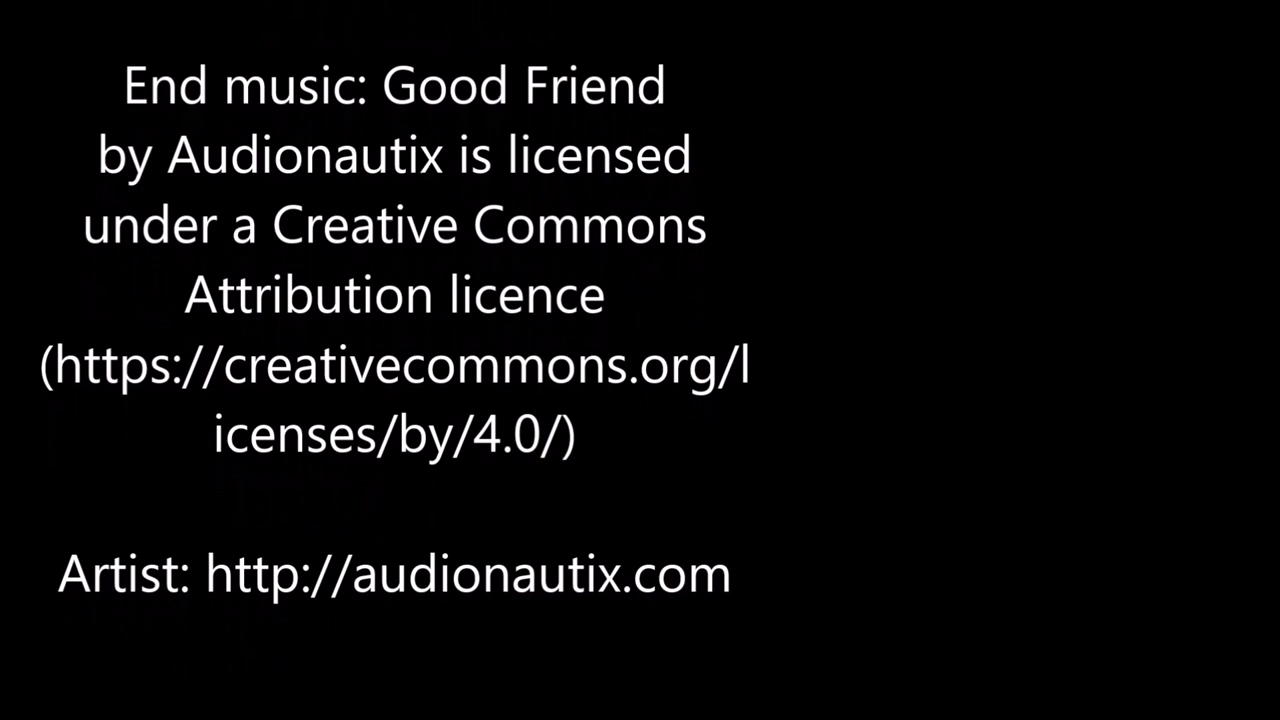 End music: Good Friend
by Audionautix is licensed
under a Creative Commons
Attribution licence
(https://creativecommons.org/l
icenses/by/4.0/)
Artist: http://audionautix.com